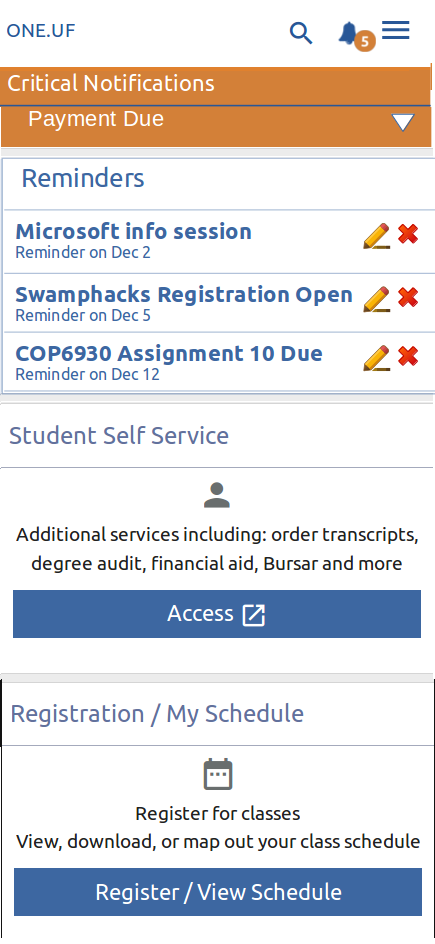 ONE.UF
5
Critical Notifications
Payment Due
Reminders
Microsoft info session
Reminder on Dec 2
Swamphacks Registration Open
Reminder on Dec 5
COP6930 Assignment 10 Due
Reminder on Dec 12
Student Self Service
Additional services including: order transcripts,
degree audit, financial aid, Bursar and more
Access
Registration / My Schedule
Register for classes
View, download, or map out your class schedule
Register / View Schedule